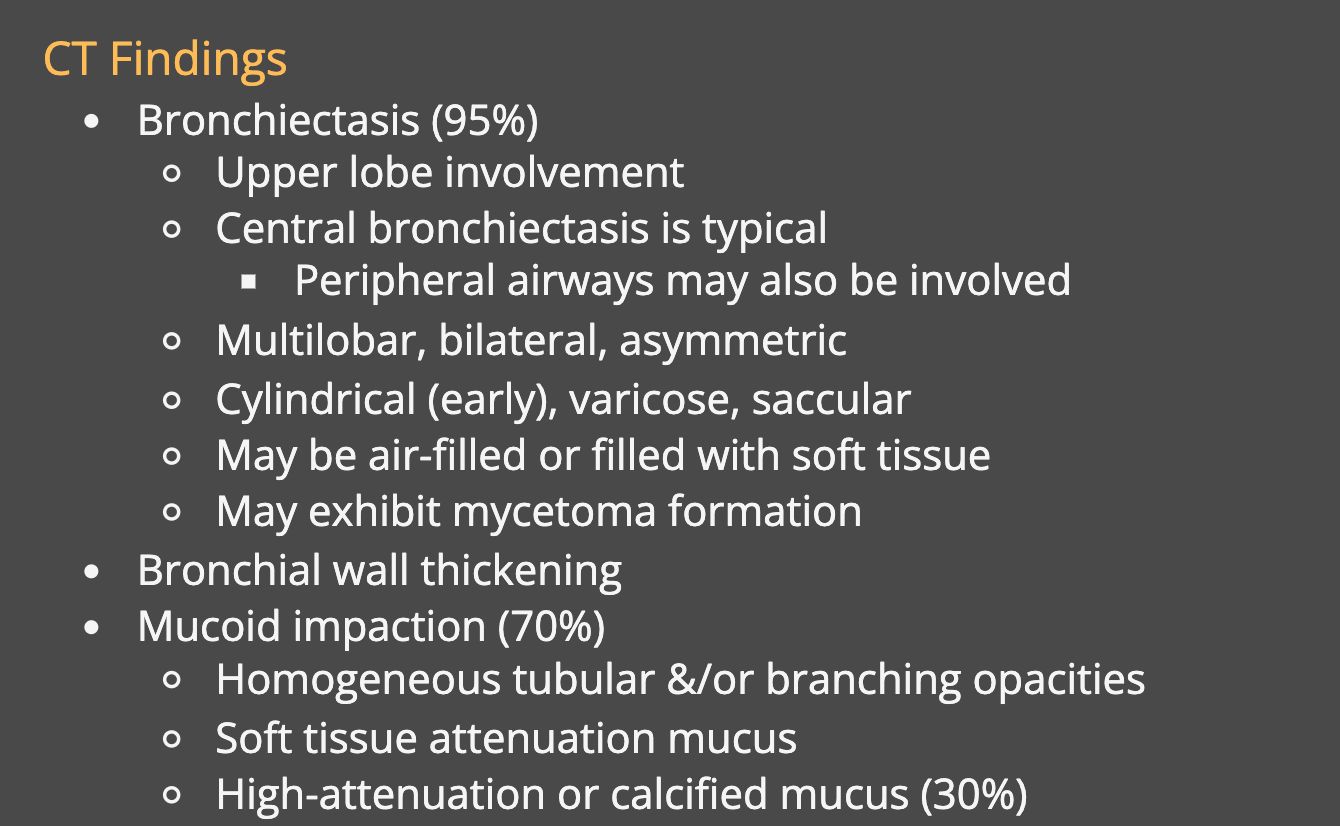 CT Findings
Bronchiectasis (95%)
Upper lobe involvement
Central bronchiectasis is typical
Peripheral airways may also be involved
Multilobar, bilateral, asymmetric
Cylindrical (early), varicose, saccular
May be air-filled or filled with soft tissue
May exhibit mycetoma formation
Bronchial wall thickening
Mucoid impaction (70%)
Homogeneous tubular &/or branching opacities
Soft tissue attenuation mucus
High-attenuation or calcified mucus (30%)